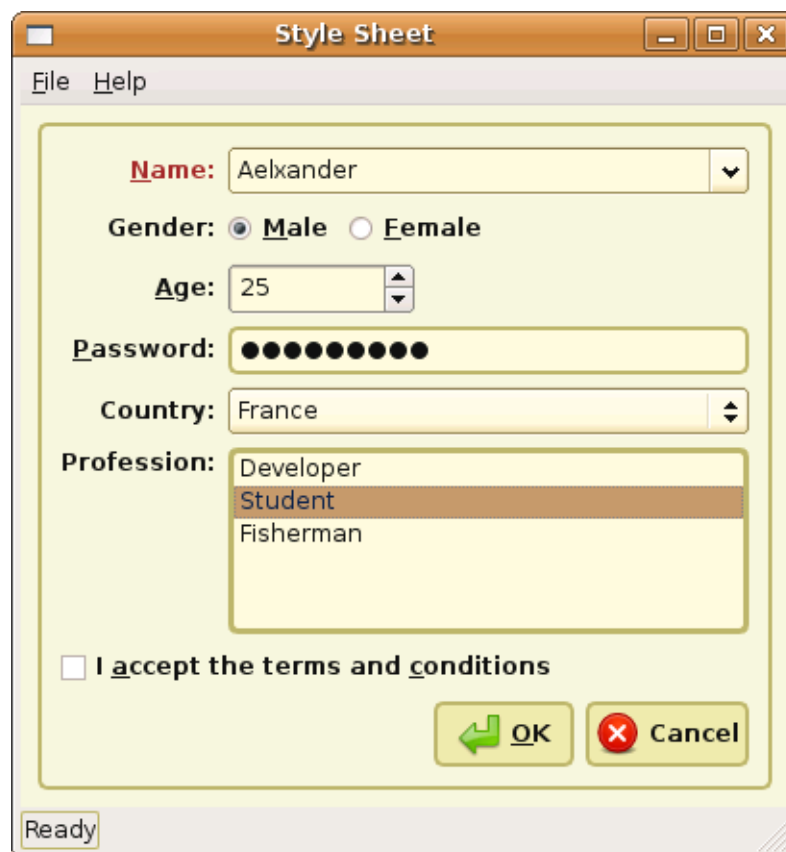 Style Sheet
File Help
Name: Aelxander
Gender: Male Female
Age: 25
Password: ●●●●●●●●●
Country: France
Profession: Developer
Student
Fisherman
I accept the terms and conditions
OK Cancel
Ready